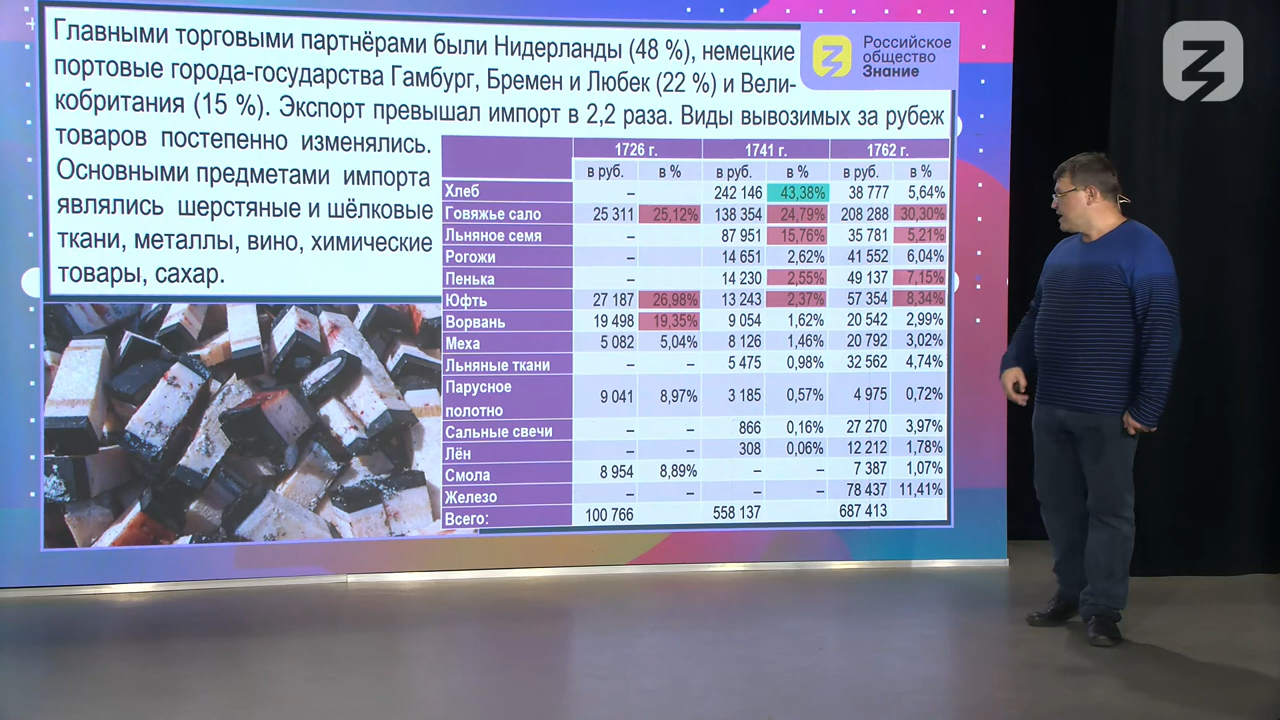 Главными торговыми партнёрами были Нидерланды (48 %), немецкие
портовые города-государства Гамбург, Бремен и Любек (22 %) и Вели-
кобритания (15 %). Экспорт превышал импорт в 2,2 раза. Виды вывозимых за рубеж
товаров постепенно изменялись.
Основными предметами импорта
являлись шерстяные и шёлковые
ткани, металлы, вино, химические
товары, сахар.
Российское
общество
Знание
1726 г. 1741 г. 1762 г.
в руб. в % в руб. в % в руб. в %
Хлеб – 242 146 43,38% 38 777 5,64%
Говяжье сало 25 311 25,12% 138 354 24,79% 208 288 30,30%
Льняное семя – 87 951 15,76% 35 781 5,21%
Рогожи – 14 651 2,62% 41 552 6,04%
Пенька – 14 230 2,55% 49 137 7,15%
Юфть 27 187 26,98% 13 243 2,37% 57 354 8,34%
Ворвань 19 498 19,35% 9 054 1,62% 20 542 2,99%
Меха 5 082 5,04% 8 126 1,46% 20 792 3,02%
Льняные ткани – 5 475 0,98% 32 562 4,74%
Парусное
полотно 9 041 8,97% 3 185 0,57% 4 975 0,72%
Сальные свечи – – 866 0,16% 27 270 3,97%
Лён – – 308 0,06% 12 212 1,78%
Смола 8 954 8,89% – – 7 387 1,07%
Железо – – – – 78 437 11,41%
Всего: 100 766 558 137 687 413